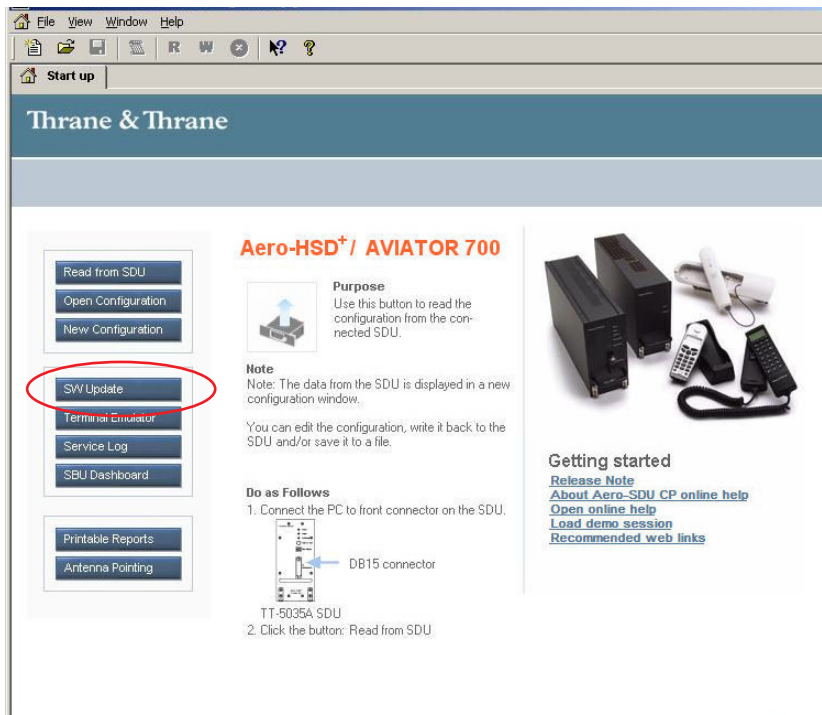 File View Window Help
R W
Start up
Thrane & Thrane
Read from SDU
Open Configuration
New Configuration
SW Update
Terminal Emulator
Service Log
SBU Dashboard
Printable Reports
Antenna Pointing
Aero-HSD+/ AVIATOR 700
Purpose
Use this button to read the
configuration from the con-
nected SDU.
Note
Note: The data from the SDU is displayed in a new
configuration window.
You can edit the configuration, write it back to the
SDU and/or save it to a file.
Do as Follows
1. Connect the PC to front connector on the SDU.
DB15 connector
TT-5035A SDU
2. Click the button: Read from SDU
Getting started
Release Note
About Aero-SDU CP online help
Open online help
Load demo session
Recommended web links